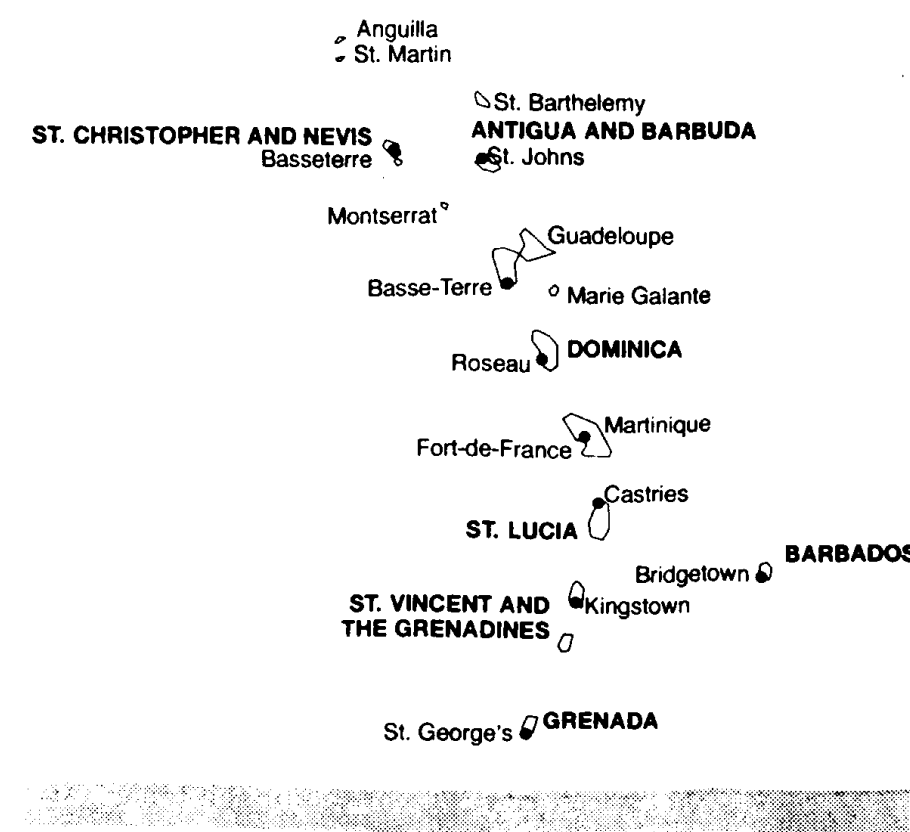 Anguilla
St. Martin
St. Barthelemy
ANTIGUA AND BARBUDA
ST. CHRISTOPHER AND NEVIS
Basseterre
St. Johns
Montserrat
Guadeloupe
Basse-Terre
Marie Galante
DOMINICA
Roseau
Martinique
Fort-de-France
Castries
ST. LUCIA
BARBADOS
Bridgetown
ST. VINCENT AND
THE GRENADINES
Kingstown
GRENADA
St. George's